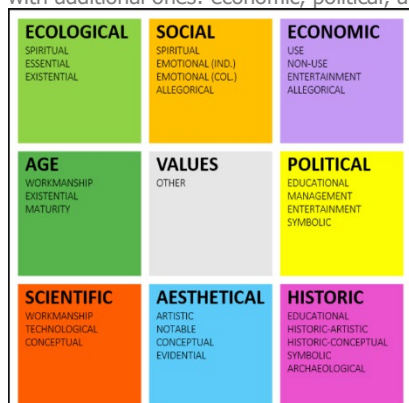 with additional ones: economic, political, a
ECOLOGICAL
SPIRITUAL
ESSENTIAL
EXISTENTIAL
SOCIAL
SPIRITUAL
EMOTIONAL (IND.)
EMOTIONAL (COL.)
ALLEGORICAL
ECONOMIC
USE
NON-USE
ENTERTAINMENT
ALLEGORICAL
AGE
WORKMANSHIP
EXISTENTIAL
MATURITY
VALUES
OTHER
POLITICAL
EDUCATIONAL
MANAGEMENT
ENTERTAINMENT
SYMBOLIC
SCIENTIFIC
WORKMANSHIP
TECHNOLOGICAL
CONCEPTUAL
AESTHETICAL
ARTISTIC
NOTABLE
CONCEPTUAL
EVIDENTIAL
HISTORIC
EDUCATIONAL
HISTORIC-ARTISTIC
HISTORIC-CONCEPTUAL
SYMBOLIC
ARCHAEOLOGICAL